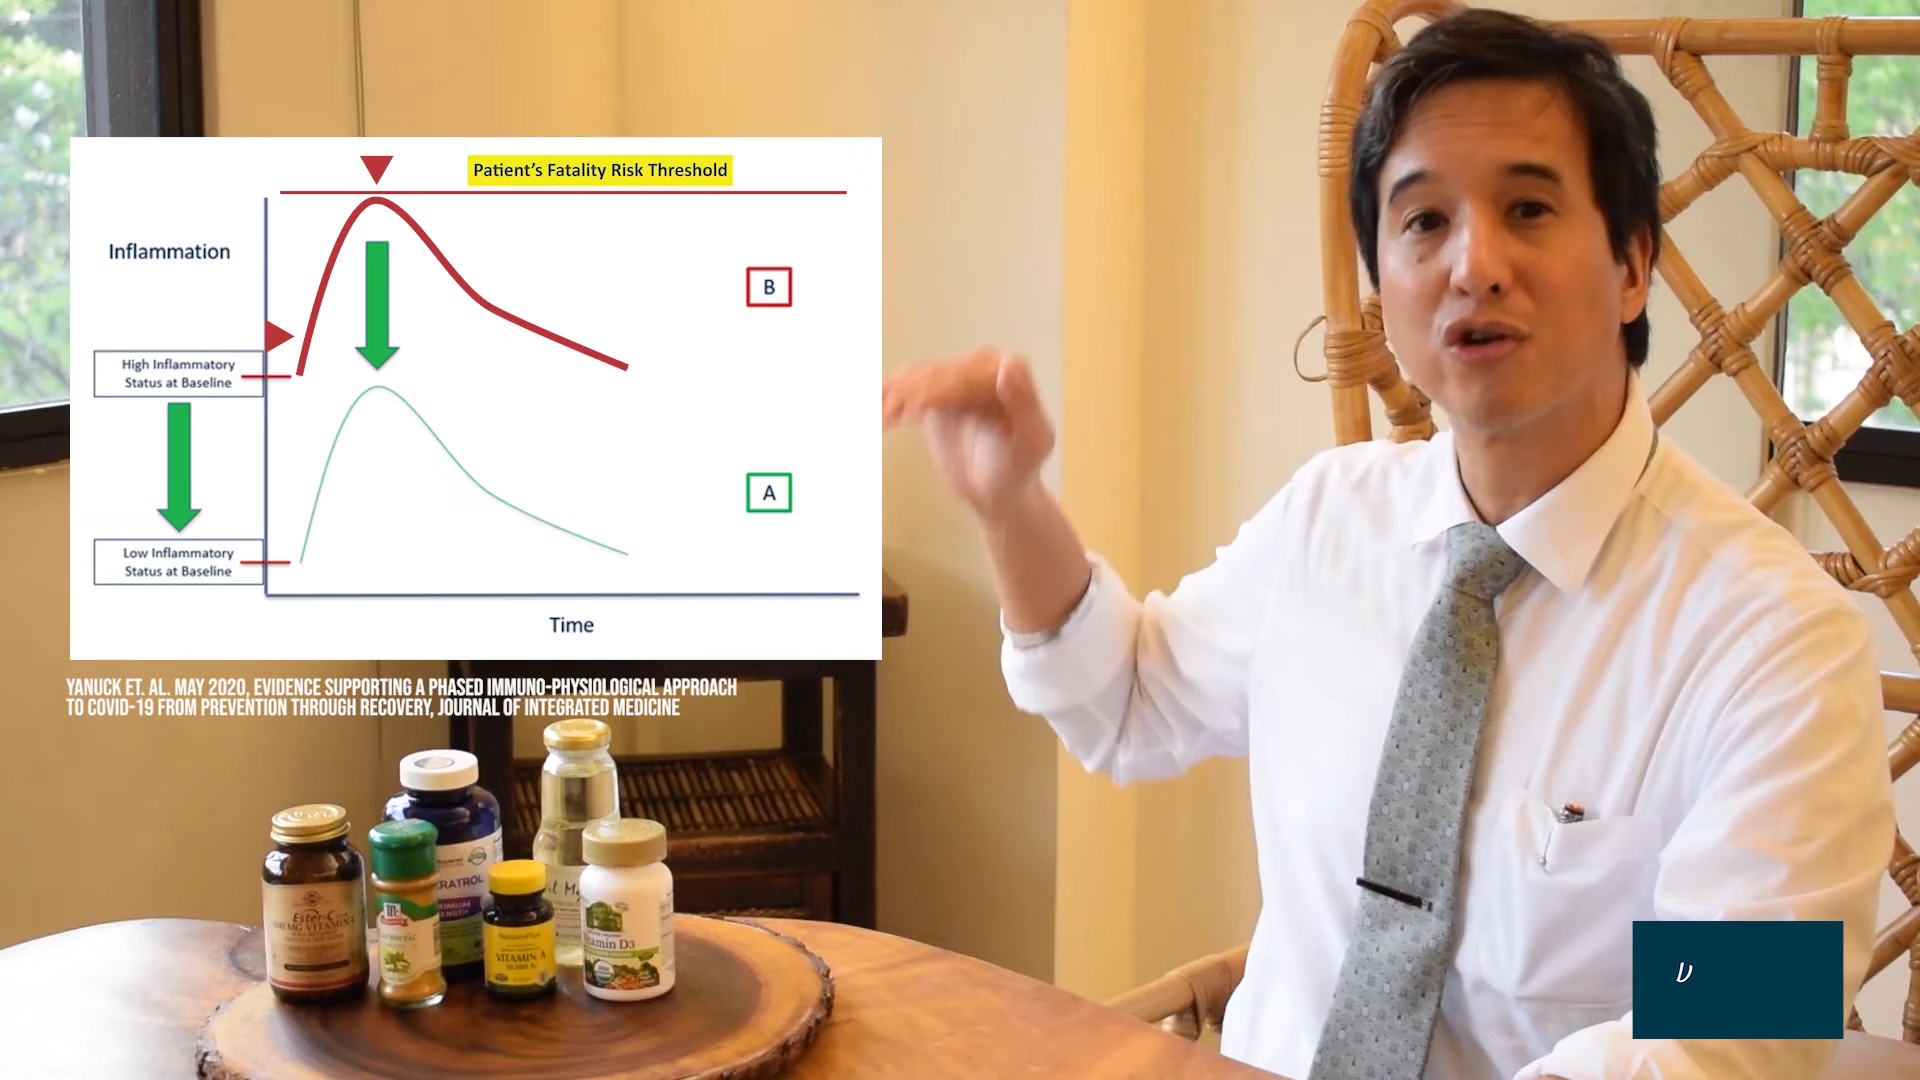 Patient's Fatality Risk Threshold
Inflammation
B
High Inflammatory
Status at Baseline
A
Low Inflammatory
Status at Baseline
Time
YANUCK ET. AL. MAY 2020, EVIDENCE SUPPORTING A PHASED IMMUNO-PHYSIOLOGICAL APPROACH
TO COVID-19 FROM PREVENTION THROUGH RECOVERY, JOURNAL OF INTEGRATED MEDICINE
Ester-C
500 MG VITAMIN C
VITAMIN A
D3